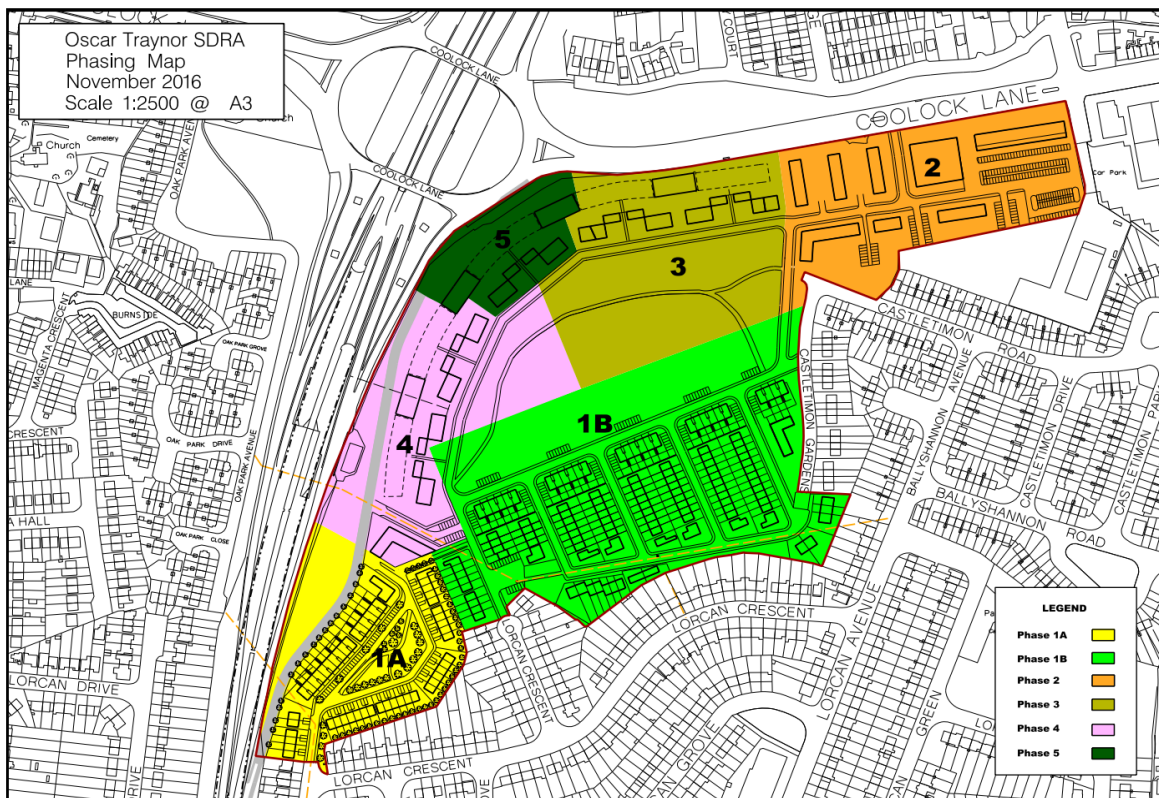 Oscar Traynor SDRA
Phasing Map
November 2016
Scale 1:2500 @ A3
COOLOCK LANE
COURT
COOLOCK LANE
Church
Cemetery
Church
OAK PARK AVENUE
COOLOCK LANE
Car Park
2
5
3
LANE
MAGENTA CRESCENT
BURNSIDE
OAK PARK GROVE
CASTLETIMON ROAD
BALLYSHANNON AVENUE
CASTLETIMON DRIVE
CASTLETIMON GARDENS
1B
CRESCENT
OAK PARK DRIVE
OAK PARK AVENUE
4
BALLYSHANNON ROAD
A HALL
OAK PARK CLOSE
LORCAN CRESCENT
LORCAN AVENUE
GREEN
LORCAN CRESCENT
1A
LORCAN DRIVE
DRIVE
LORCAN CRESCENT
LEGEND
Phase 1A
Phase 1B
Phase 2
Phase 3
Phase 4
Phase 5